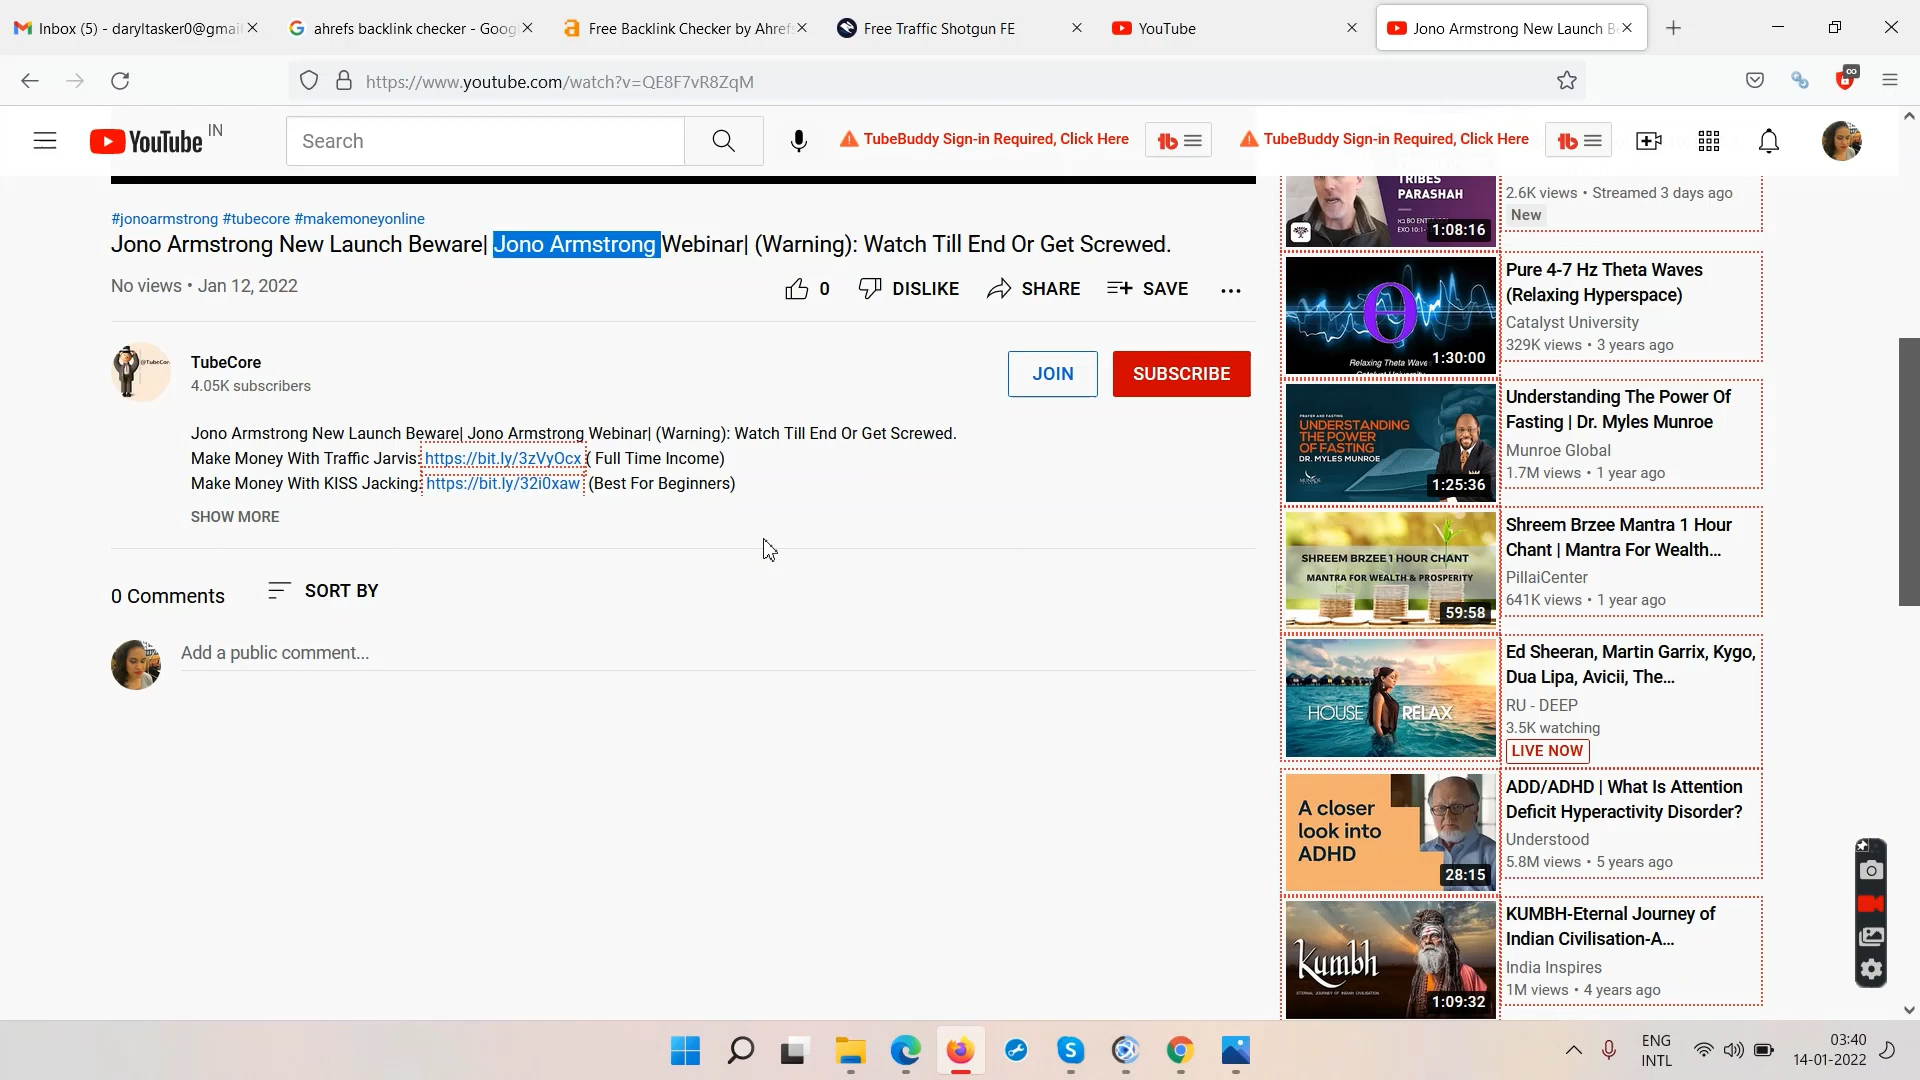 Inbox (5) - daryltasker0@gmail
ahrefs backlink checker - Goog
Free Backlink Checker by Ahrefs
Free Traffic Shotgun FE
YouTube
Jono Armstrong New Launch B
https://www.youtube.com/watch?v=QE8F7vR8ZqM
YouTube IN
Search
TubeBuddy Sign-in Required, Click Here
TubeBuddy Sign-in Required, Click Here
#jonoarmstrong #tubecore #makemoneyonline
Jono Armstrong New Launch Beware| Jono Armstrong Webinar| (Warning): Watch Till End Or Get Screwed.
No views • Jan 12, 2022
0
DISLIKE
SHARE
SAVE
TubeCore
4.05K subscribers
JOIN
SUBSCRIBE
Jono Armstrong New Launch Beware| Jono Armstrong Webinar| (Warning): Watch Till End Or Get Screwed.
Make Money With Traffic Jarvis: https://bit.ly/3zVyOcx ( Full Time Income)
Make Money With KISS Jacking: https://bit.ly/32i0xaw (Best For Beginners)
SHOW MORE
0 Comments
SORT BY
Add a public comment...
TRIBES
PARASHAH
1:08:16
2.6K views • Streamed 3 days ago
New
Relaxing Theta Wave
1:30:00
Pure 4-7 Hz Theta Waves
(Relaxing Hyperspace)
Catalyst University
329K views • 3 years ago
PRAYER AND FASTING
UNDERSTANDING
THE POWER
OF FASTING
DR. MYLES MUNROE
1:25:36
Understanding The Power Of
Fasting | Dr. Myles Munroe
Munroe Global
1.7M views • 1 year ago
SHREEM BRZEE 1 HOUR CHANT
MANTRA FOR WEALTH & PROSPERITY
59:58
Shreem Brzee Mantra 1 Hour
Chant | Mantra For Wealth...
PillaiCenter
641K views • 1 year ago
HOUSE RELAX
Ed Sheeran, Martin Garrix, Kygo,
Dua Lipa, Avicii, The...
RU - DEEP
3.5K watching
LIVE NOW
A closer
look into
ADHD
28:15
ADD/ADHD | What Is Attention
Deficit Hyperactivity Disorder?
Understood
5.8M views • 5 years ago
Kumbh
ETERNAL JOURNEY OF INDIAN CIVILISATION
1:09:32
KUMBH-Eternal Journey of
Indian Civilisation-A...
India Inspires
1M views • 4 years ago
ENG
INTL
03:40
14-01-2022